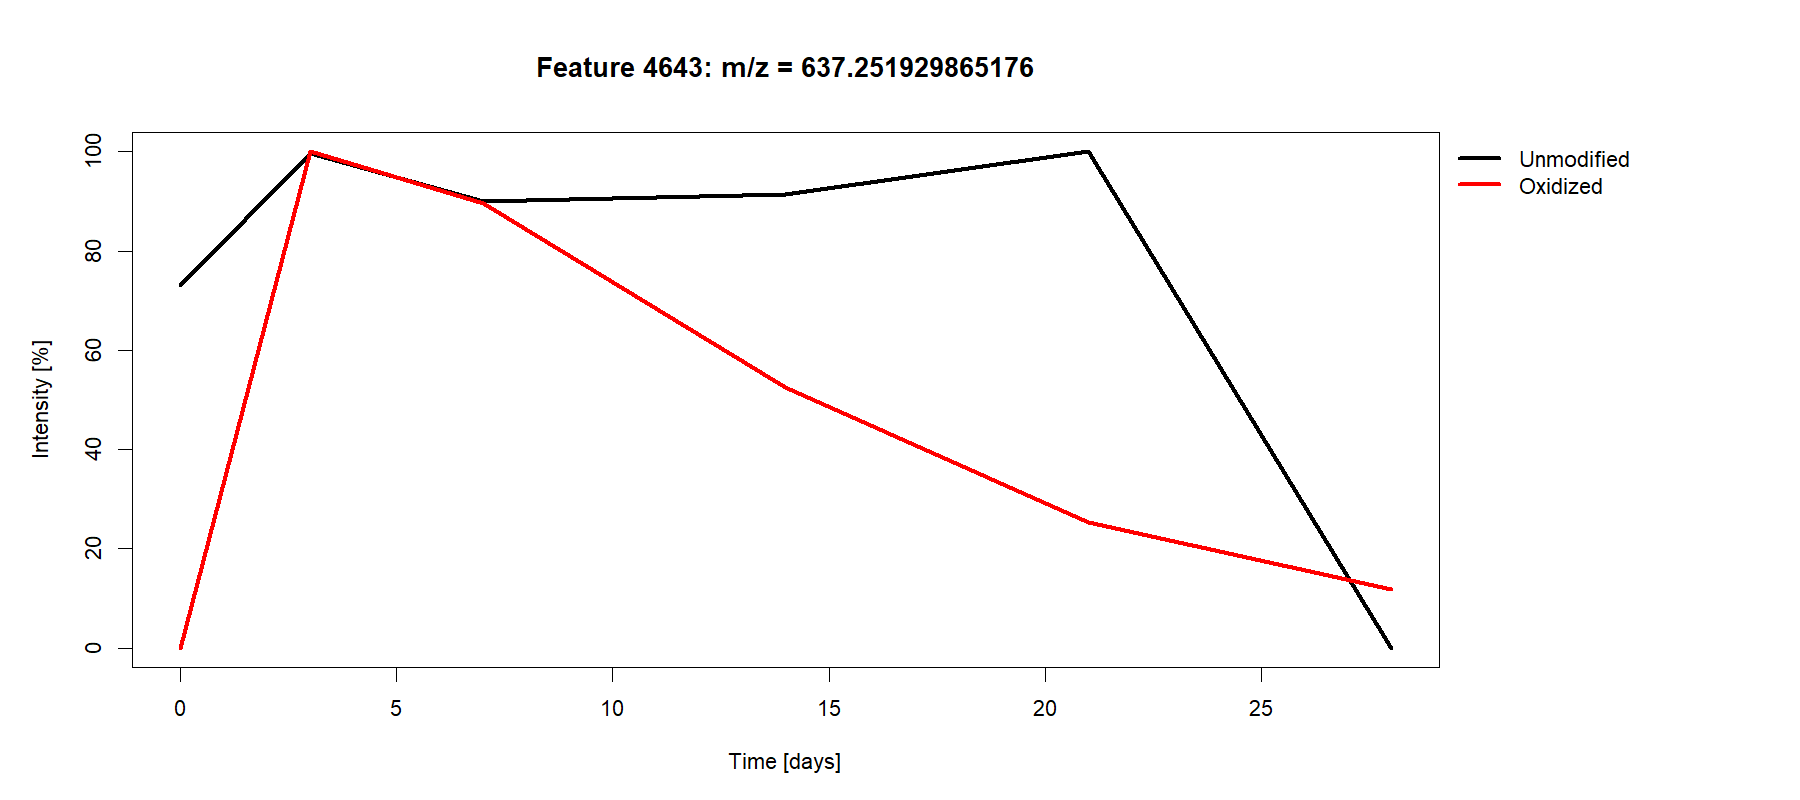 Feature 4643: m/z = 637.251929865176
Unmodified
Oxidized
Intensity [%]
100
80
60
40
20
0
0 5 10 15 20 25
Time [days]